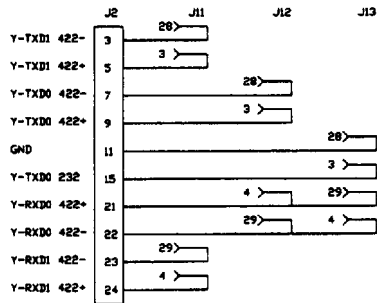 J2 J11 J12 J13
Y-TXD1 422- 3 28
Y-TXD1 422+ 5 3
Y-TXD0 422- 7 28
Y-TXD0 422+ 9 3
GND 11 28
Y-TXD0 232 15 3
Y-RXD0 422+ 21 4 29
Y-RXD0 422- 22 29 4
Y-RXD1 422- 23 29
Y-RXD1 422+ 24 4